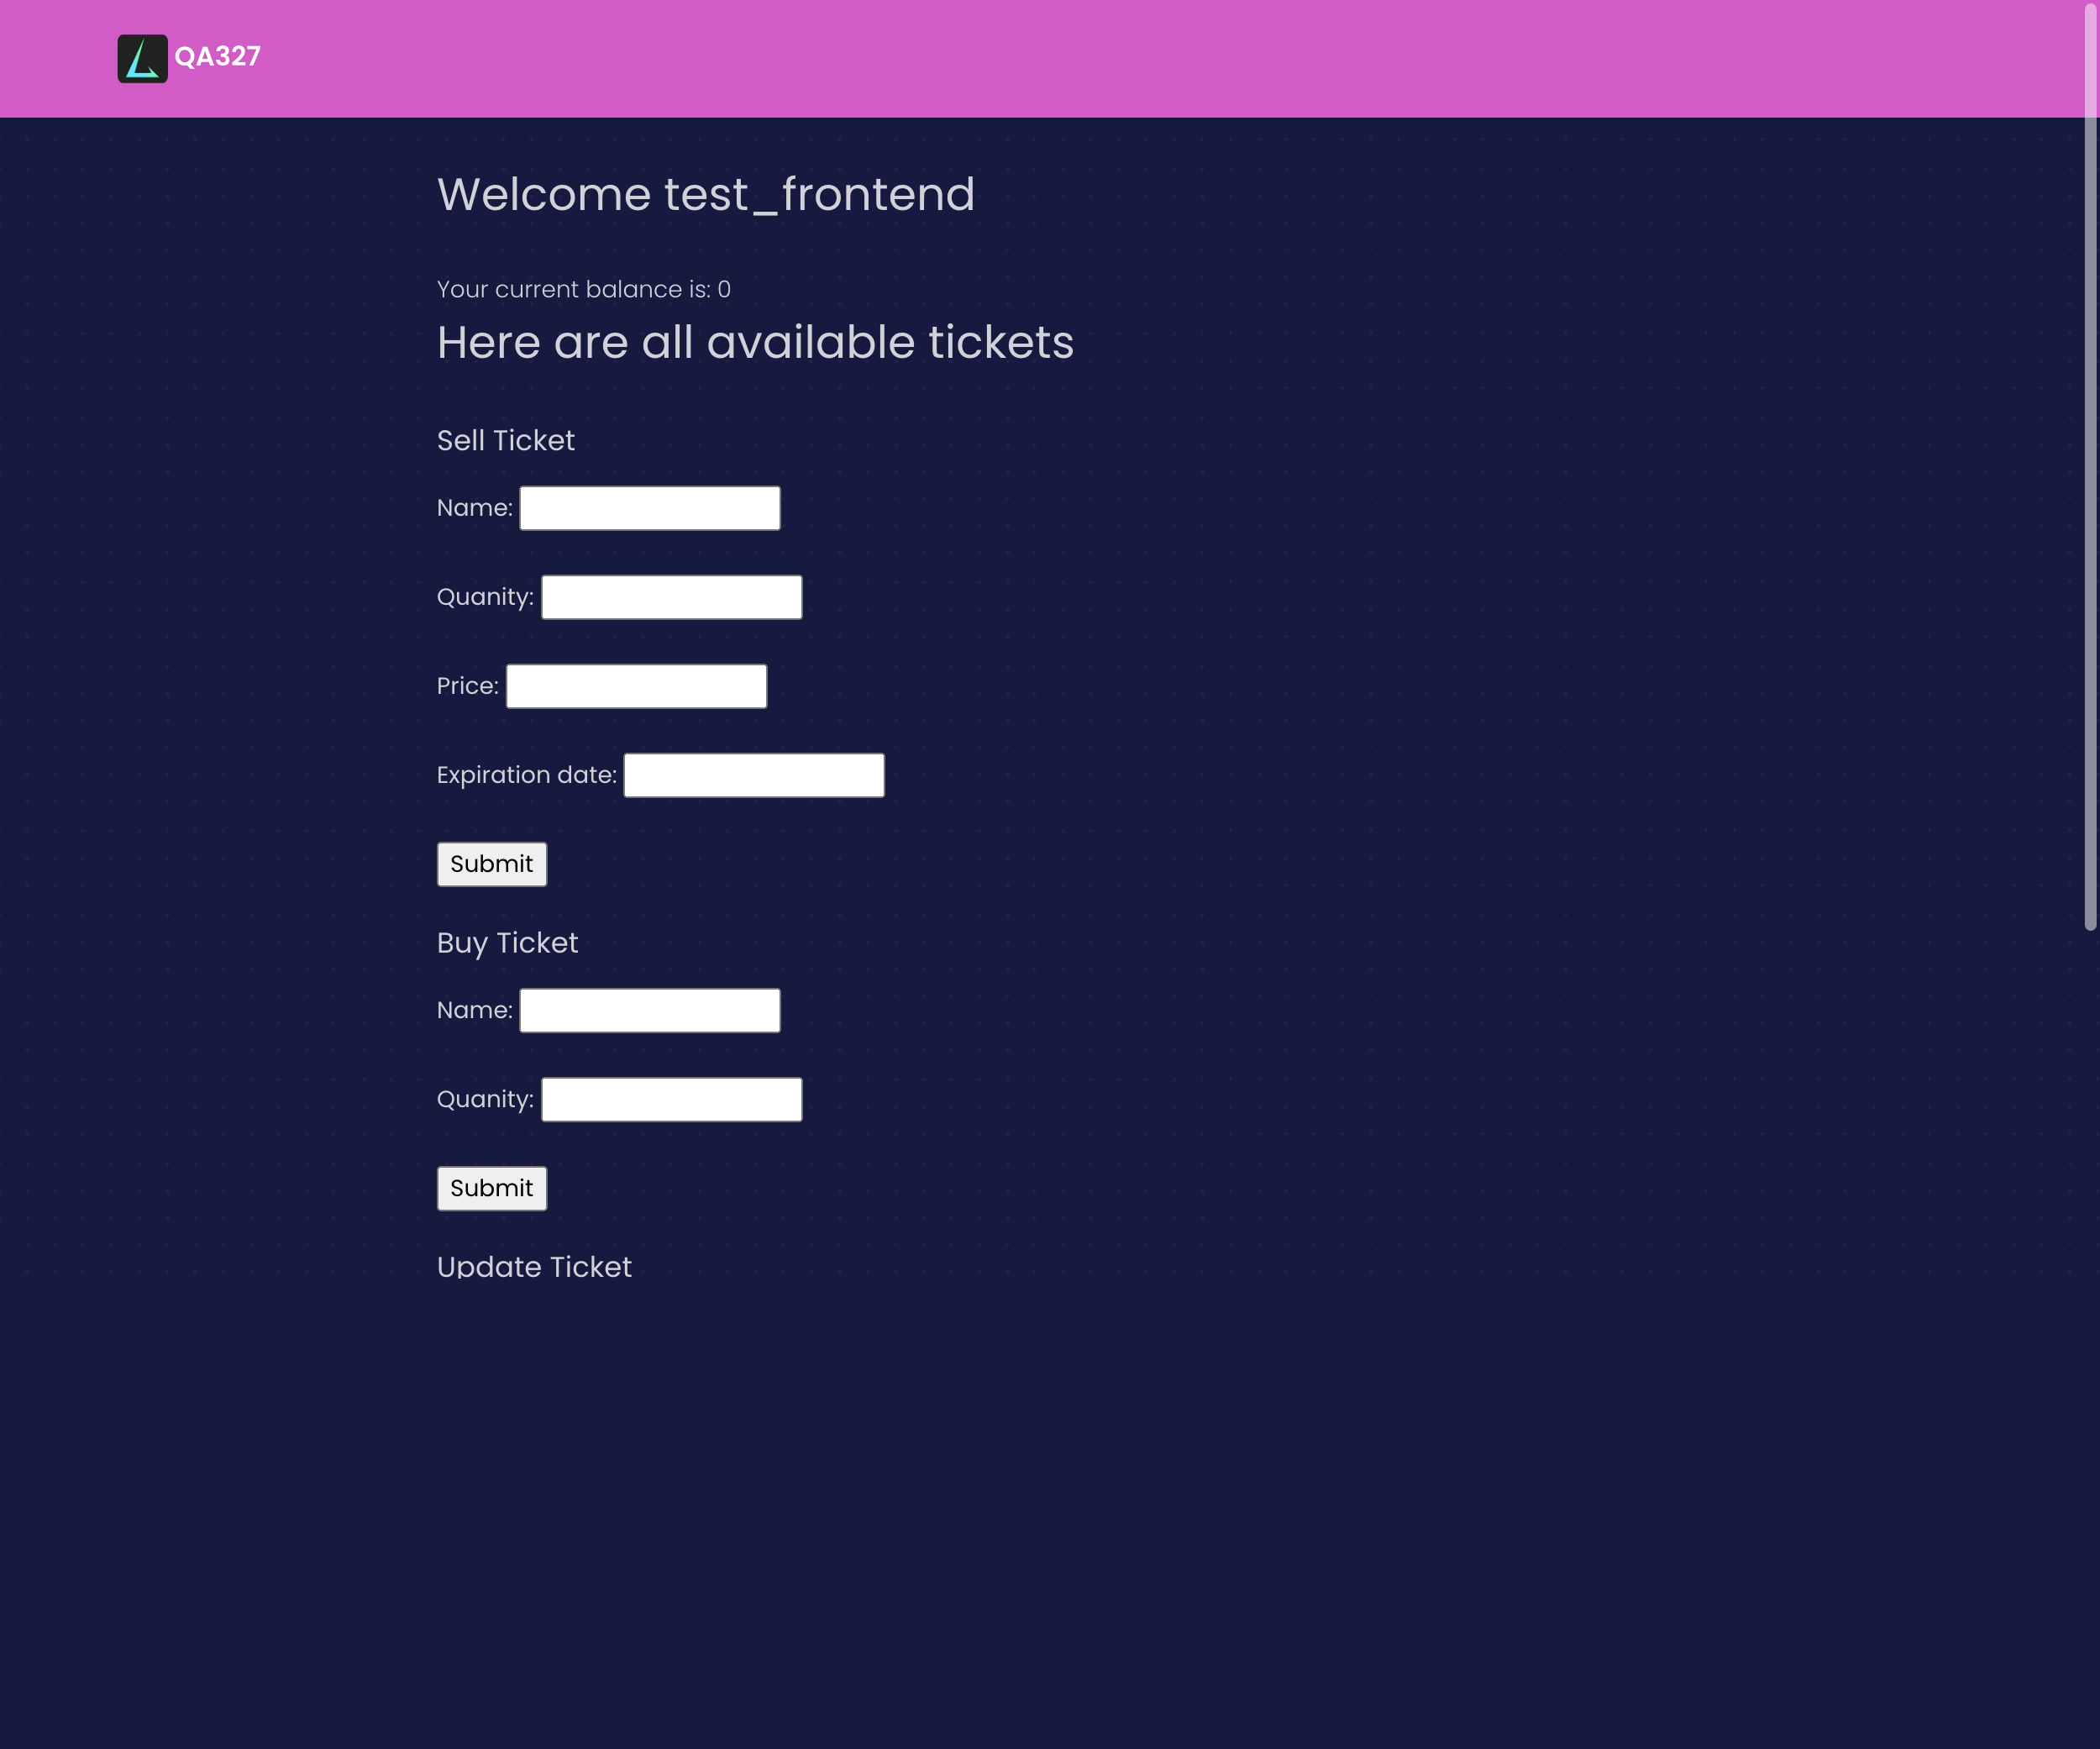 QA327
Welcome test_frontend
Your current balance is: 0
Here are all available tickets
Sell Ticket
Name:
Quanity:
Price:
Expiration date:
Submit
Buy Ticket
Name:
Quanity:
Submit
Update Ticket